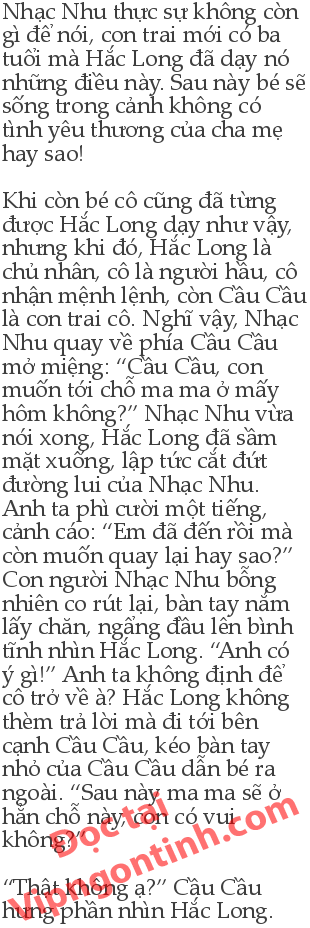 Nhạc Nhu thực sự không còn
gì để nói, con trai mới có ba
tuổi mà Hắc Long đã dạy nó
những điều này. Sau này bé sẽ
sống trong cảnh không có
tình yêu thương của cha mẹ
hay sao!
Khi còn bé cô cũng đã từng
được Hắc Long dạy như vậy,
nhưng khi đó, Hắc Long là
chủ nhân, cô là người hầu, cô
nhận mệnh lệnh, còn Cầu Cầu
là con trai cô. Nghĩ vậy, Nhạc
Nhu quay về phía Cầu Cầu
mở miệng: “Cầu Cầu, con
muốn tới chỗ ma ma ở mấy
hôm không?” Nhạc Nhu vừa
nói xong, Hắc Long đã sầm
mặt xuống, lập tức cắt đứt
đường lui của Nhạc Nhu.
Anh ta phì cười một tiếng,
cảnh cáo: “Em đã đến rồi mà
còn muốn quay lại hay sao?”
Con người Nhạc Nhu bỗng
nhiên co rút lại, bàn tay nắm
lấy chăn, ngẩng đầu lên bình
tĩnh nhìn Hắc Long. “Anh có
ý gì!” Anh ta không định để
cô trở về à? Hắc Long không
thèm trả lời mà đi tới bên
cạnh Cầu Cầu, kéo bàn tay
nhỏ của Cầu Cầu dẫn bé ra
ngoài. “Sau này ma ma sẽ ở
hẳn chỗ này, con có vui
không?”
“Thật không ạ?” Cầu Cầu
hưng phấn nhìn Hắc Long.
Đọc tại
Vipngontinh.com